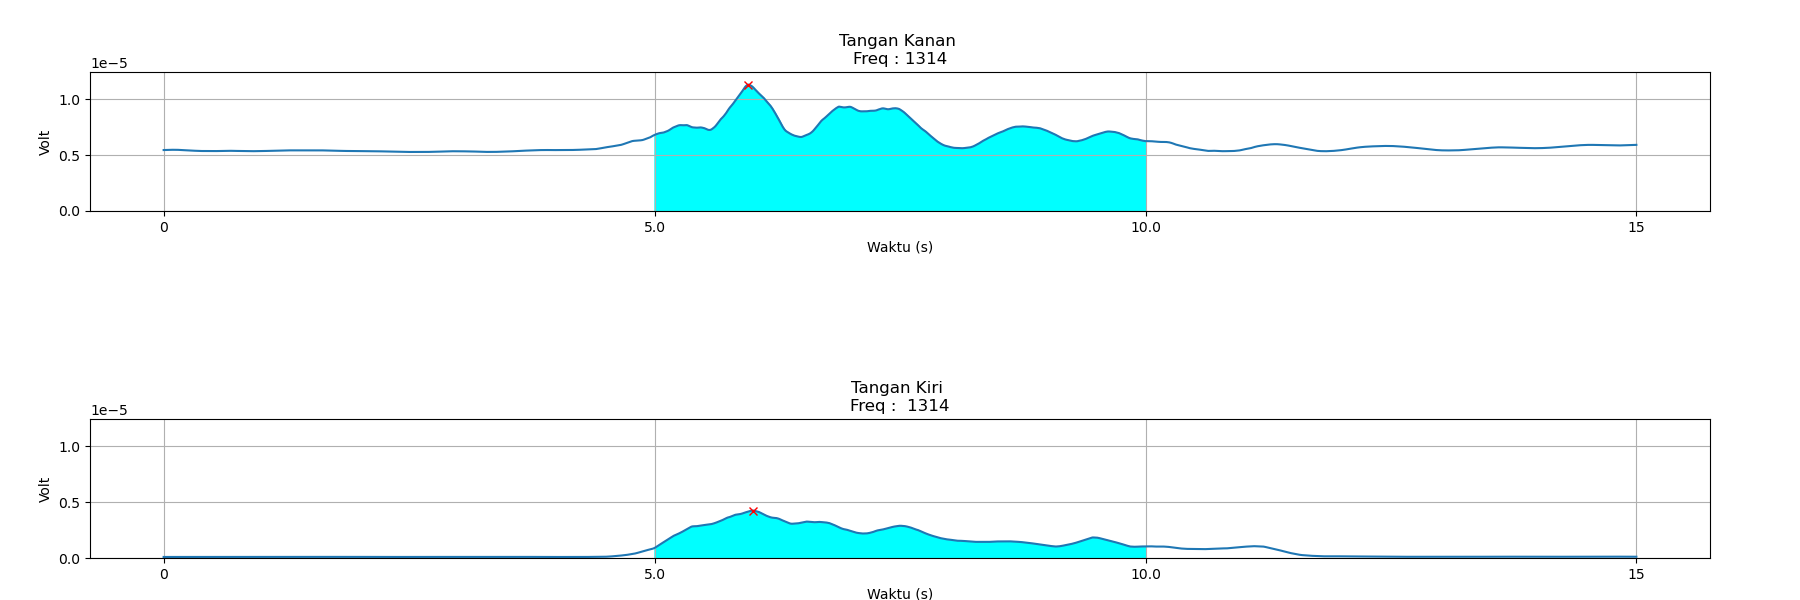 Tangan Kanan
Freq : 1314
1e−5
1.0
0.5
0.0
Volt
0
5.0
10.0
15
Waktu (s)
Tangan Kiri
Freq :  1314
1e−5
1.0
0.5
0.0
Volt
0
5.0
10.0
15
Waktu (s)